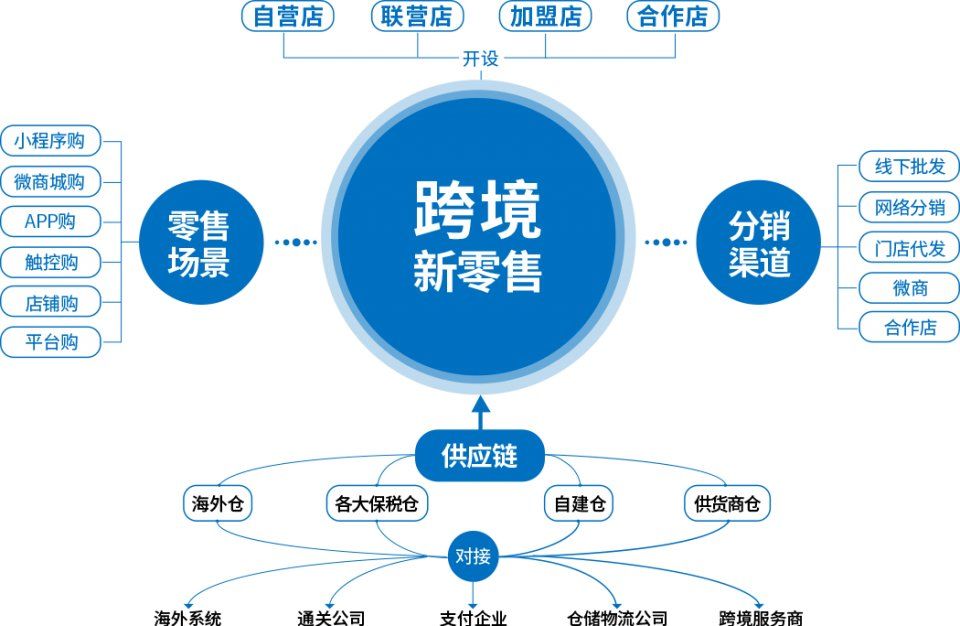 自营店
联营店
加盟店
合作店
开设
跨境
新零售
零售
场景
小程序购
微商城购
APP购
触控购
店铺购
平台购
分销
渠道
线下批发
网络分销
门店代发
微商
合作店
供应链
海外仓
各大保税仓
自建仓
供货商仓
对接
海外系统
通关公司
支付企业
仓储物流公司
跨境服务商